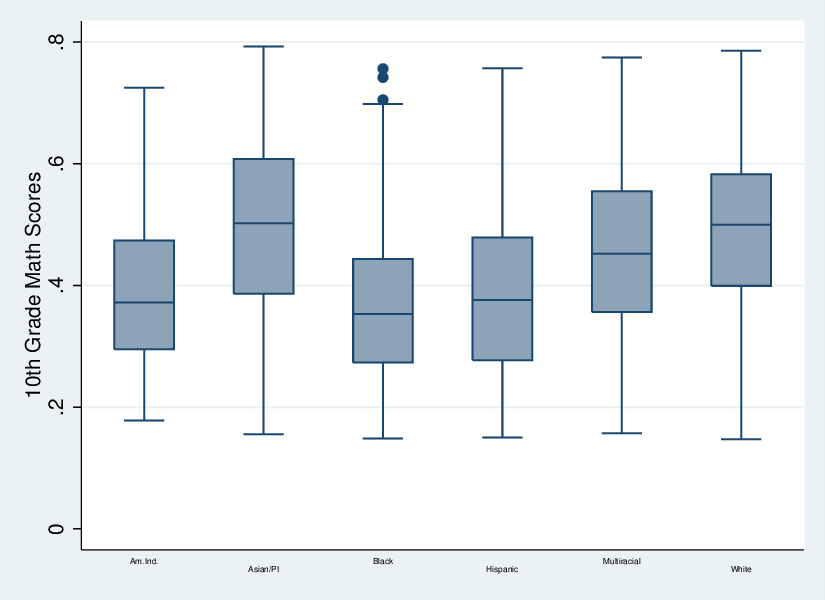 10th Grade Math Scores
.8
.6
.4
.2
0
Am.Ind.
Asian/PI
Black
Hispanic
Multiracial
White